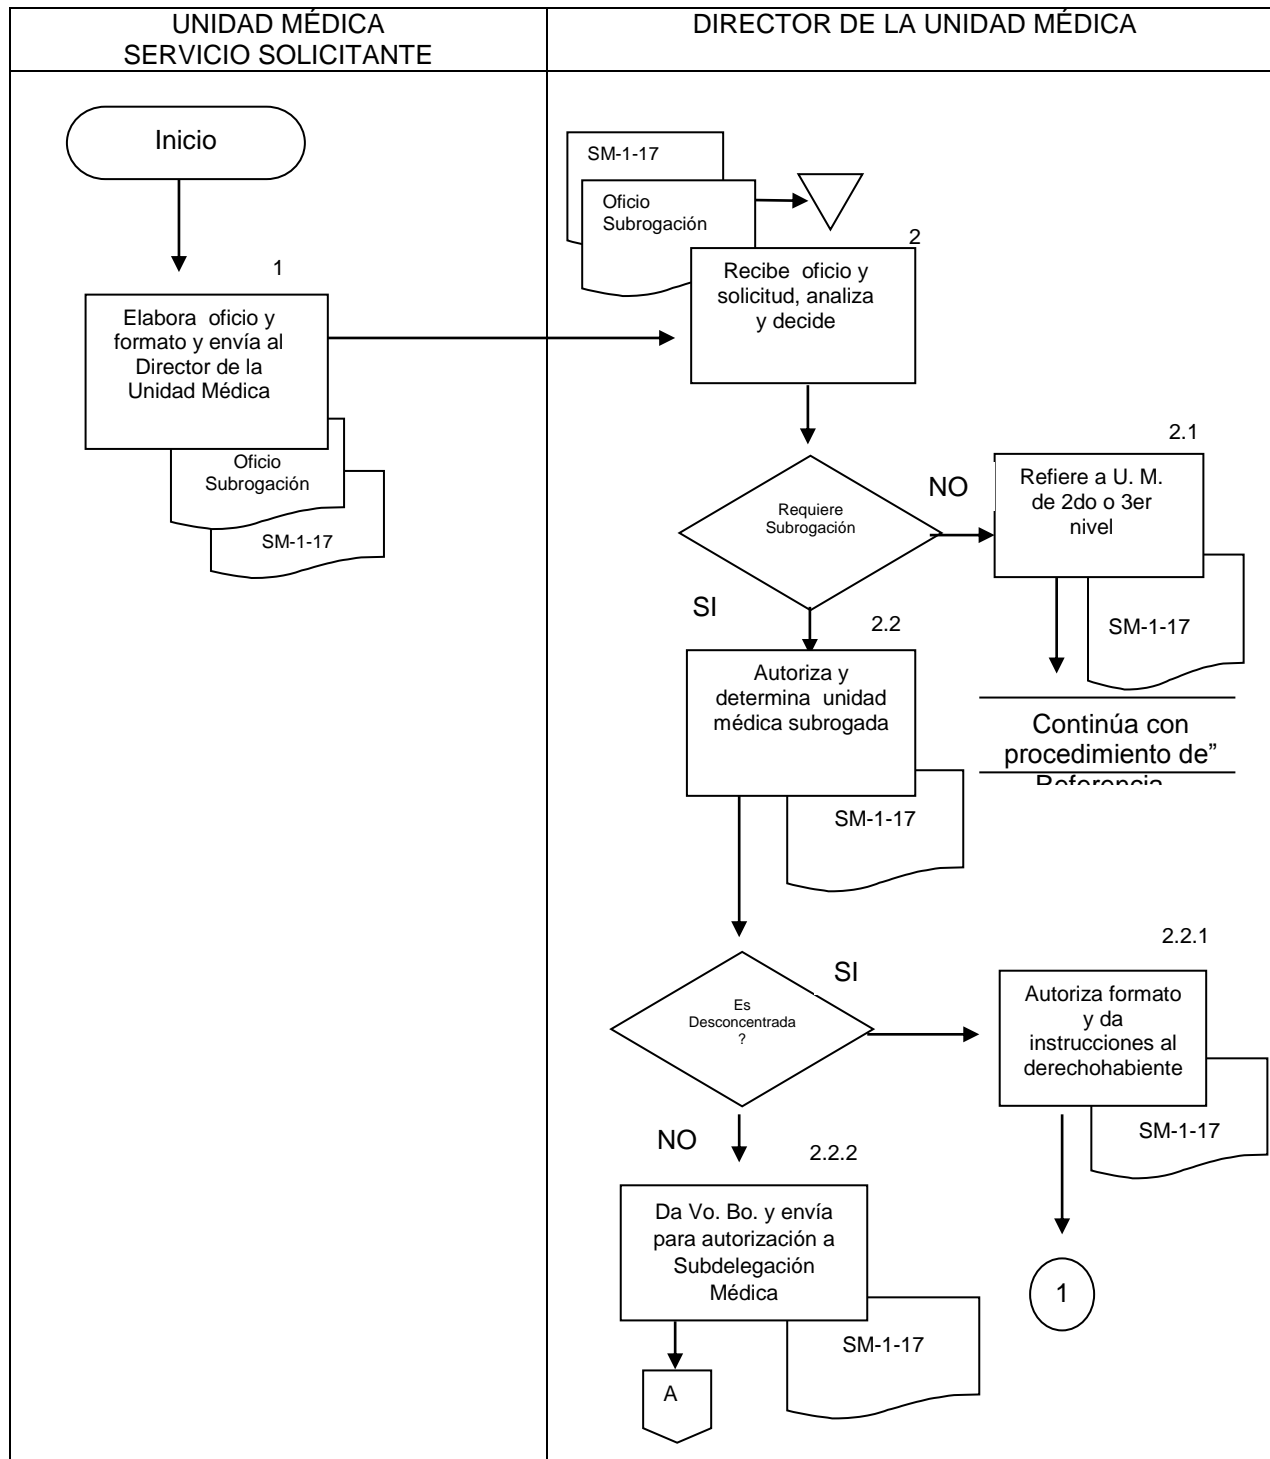 UNIDAD MÉDICA
SERVICIO SOLICITANTE
DIRECTOR DE LA UNIDAD MÉDICA
Inicio
1
Elabora oficio y
formato y envía al
Director de la
Unidad Médica
Oficio
Subrogación
SM-1-17
SM-1-17
Oficio
Subrogación
2
Recibe oficio y
solicitud, analiza
y decide
Requiere
Subrogación
NO
2.1
Refiere a U. M.
de 2do o 3er
nivel
SM-1-17
Continúa con
procedimiento de”
Referencia
SI
2.2
Autoriza y
determina unidad
médica subrogada
SM-1-17
Es
Desconcentrada
?
SI
2.2.1
Autoriza formato
y da
instrucciones al
derechohabiente
SM-1-17
1
NO
2.2.2
Da Vo. Bo. y envía
para autorización a
Subdelegación
Médica
SM-1-17
A